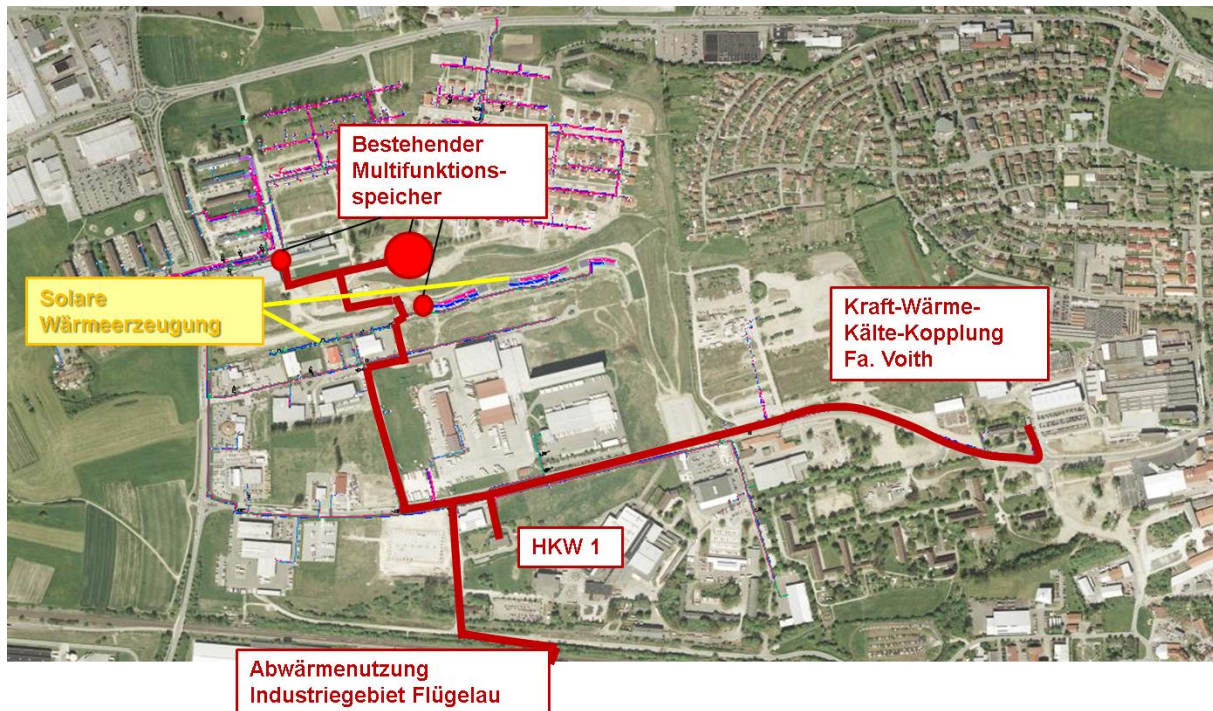 Bestehender
Multifunktions-
speicher
Solare
Wärmeerzeugung
Kraft-Wärme-
Kälte-Kopplung
Fa. Voith
HKW 1
Abwärmenutzung
Industriegebiet Flügelau